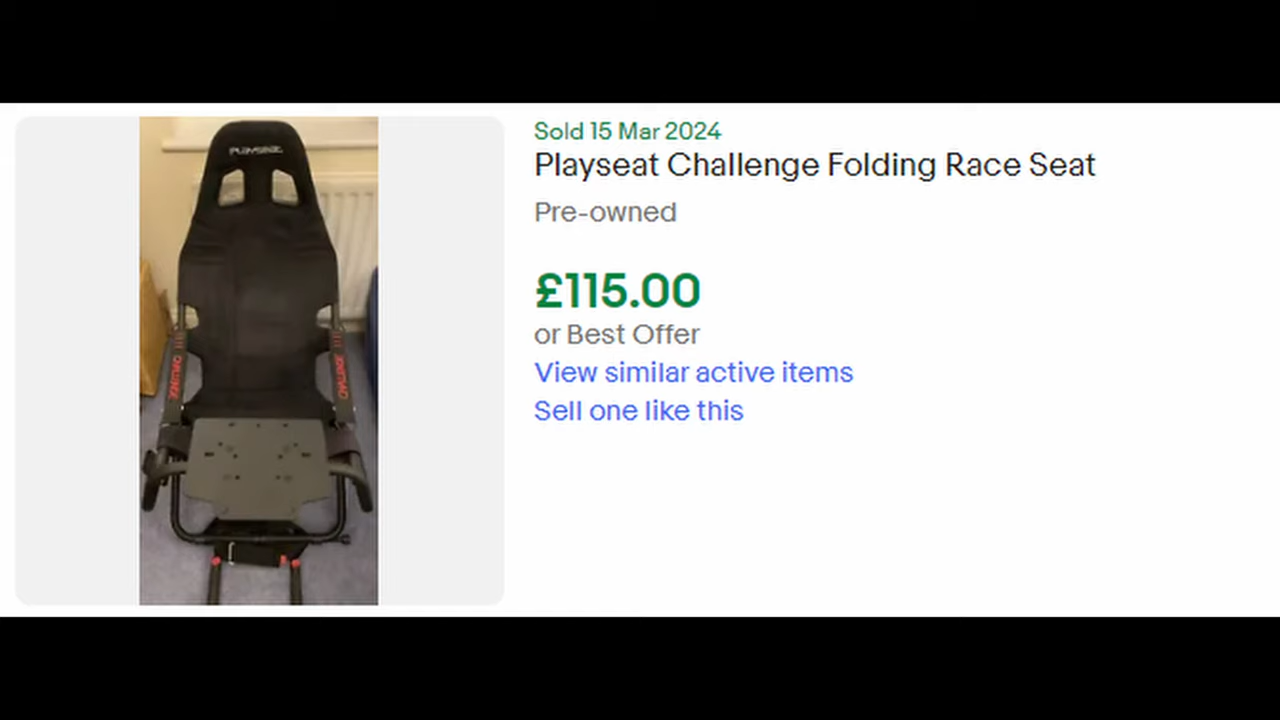 PLAYSEAT
Sold 15 Mar 2024
Playseat Challenge Folding Race Seat
Pre-owned
£115.00
or Best Offer
View similar active items
Sell one like this